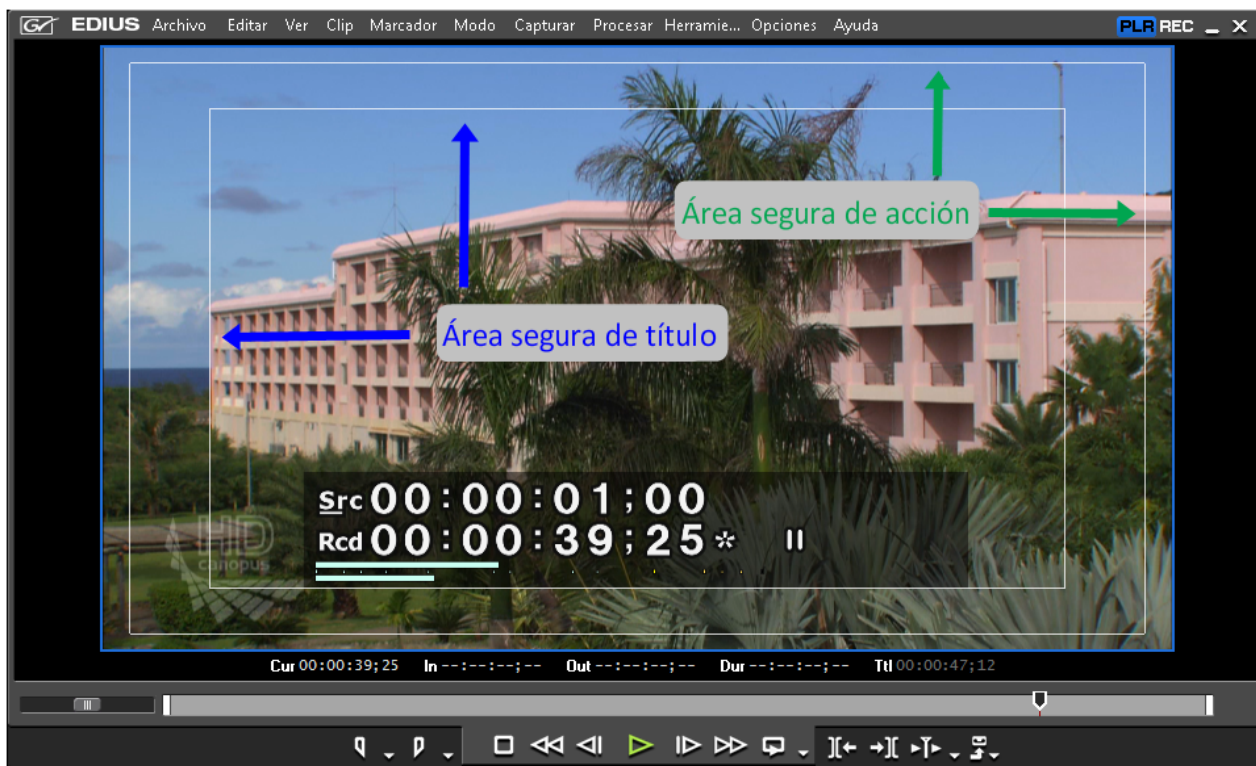 GV EDIUS Archivo Editar Ver Clip Marcador Modo Capturar Procesar Herramie... Opciones Ayuda PLR REC
Área segura de acción
Área segura de título
Src 00:00:01;00
Rcd 00:00:39;25 *
HD
canopus
Cur 00:00:39;25 In --:--:--;-- Out --:--:--;-- Dur --:--:--;-- Ttl 00:00:47;12